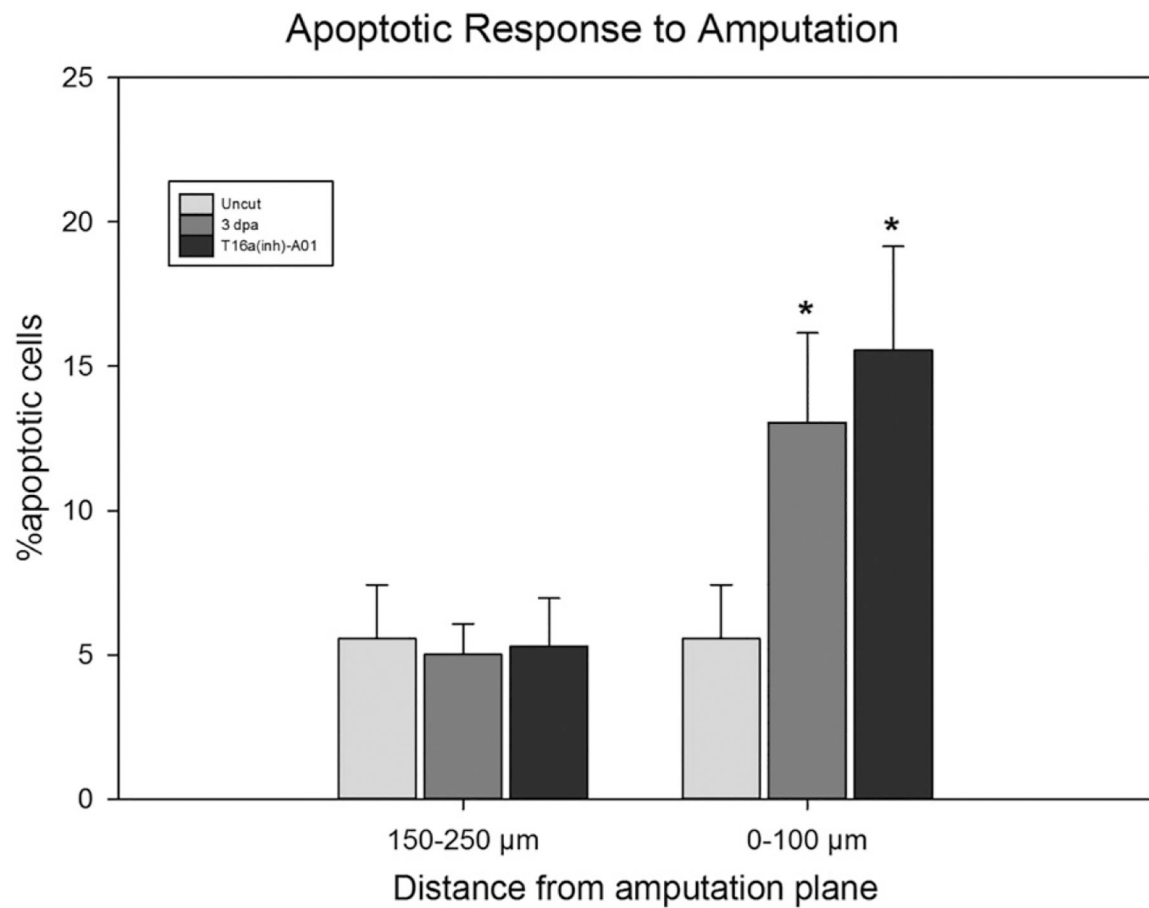 Apoptotic Response to Amputation
25
20
15
10
5
0
%apoptotic cells
Uncut
3 dpa
T16a(inh)-A01
*
*
150-250 µm
0-100 µm
Distance from amputation plane